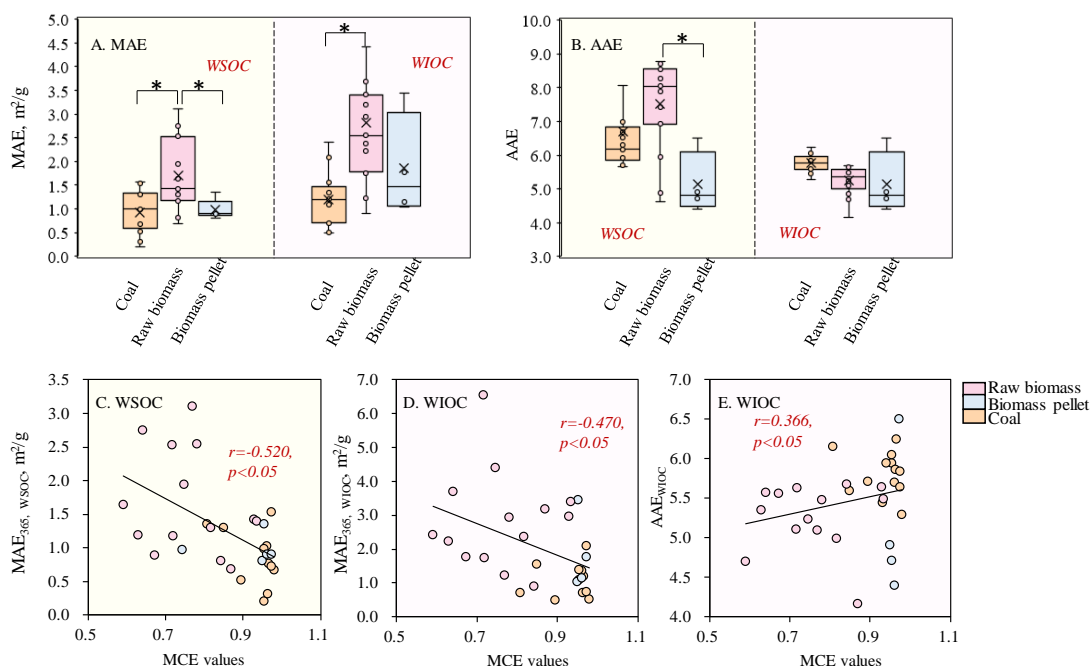 A. MAE
WSOC
WIOC
*
*
*
MAE, m²/g
5.0
4.5
4.0
3.5
3.0
2.5
2.0
1.5
1.0
0.5
0.0
Coal
Raw biomass
Biomass pellet
Coal
Raw biomass
Biomass pellet
B. AAE
*
WSOC
WIOC
AAE
10.0
9.0
8.0
7.0
6.0
5.0
4.0
3.0
Coal
Raw biomass
Biomass pellet
Coal
Raw biomass
Biomass pellet
C. WSOC
r=-0.520,
p<0.05
MAE365, WSOC, m²/g
3.5
3.0
2.5
2.0
1.5
1.0
0.5
0.0
0.5 0.7 0.9 1.1
MCE values
D. WIOC
r=-0.470,
p<0.05
MAE365, WIOC, m²/g
7.0
6.0
5.0
4.0
3.0
2.0
1.0
0.0
0.5 0.7 0.9 1.1
MCE values
E. WIOC
r=0.366,
p<0.05
AAEWIOC
7.0
6.5
6.0
5.5
5.0
4.5
4.0
0.5 0.7 0.9 1.1
MCE values
Raw biomass
Biomass pellet
Coal